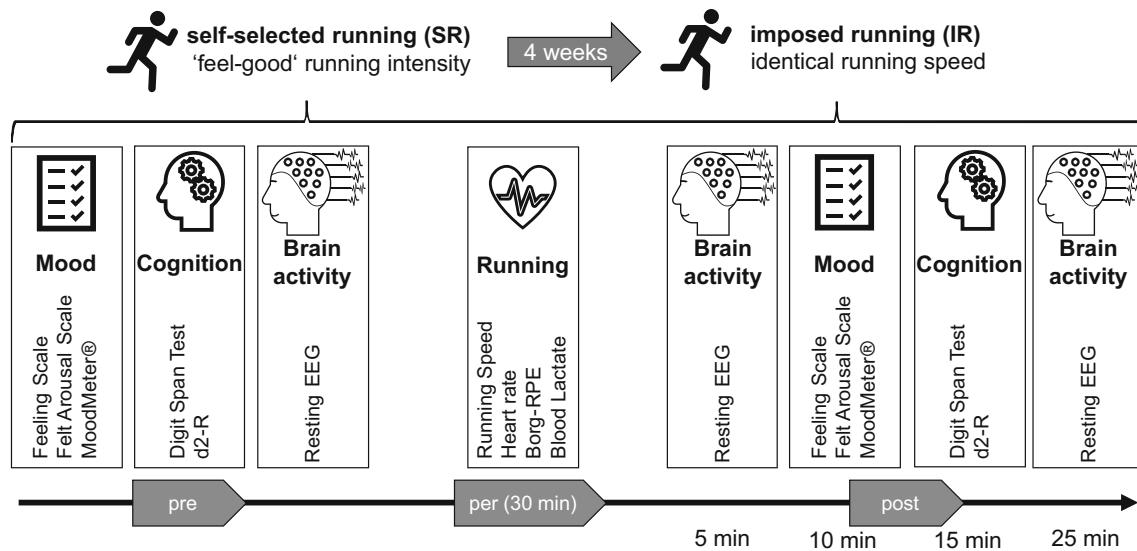 self-selected running (SR)
‘feel-good‘ running intensity
4 weeks
imposed running (IR)
identical running speed
Mood
Feeling Scale
Felt Arousal Scale
MoodMeter®
Cognition
Digit Span Test
d2-R
Brain
activity
Resting EEG
Running
Running Speed
Heart rate
Borg-RPE
Blood Lactate
Brain
activity
Resting EEG
Mood
Feeling Scale
Felt Arousal Scale
MoodMeter®
Cognition
Digit Span Test
d2-R
Brain
activity
Resting EEG
pre
per (30 min)
post
5 min
10 min
15 min
25 min